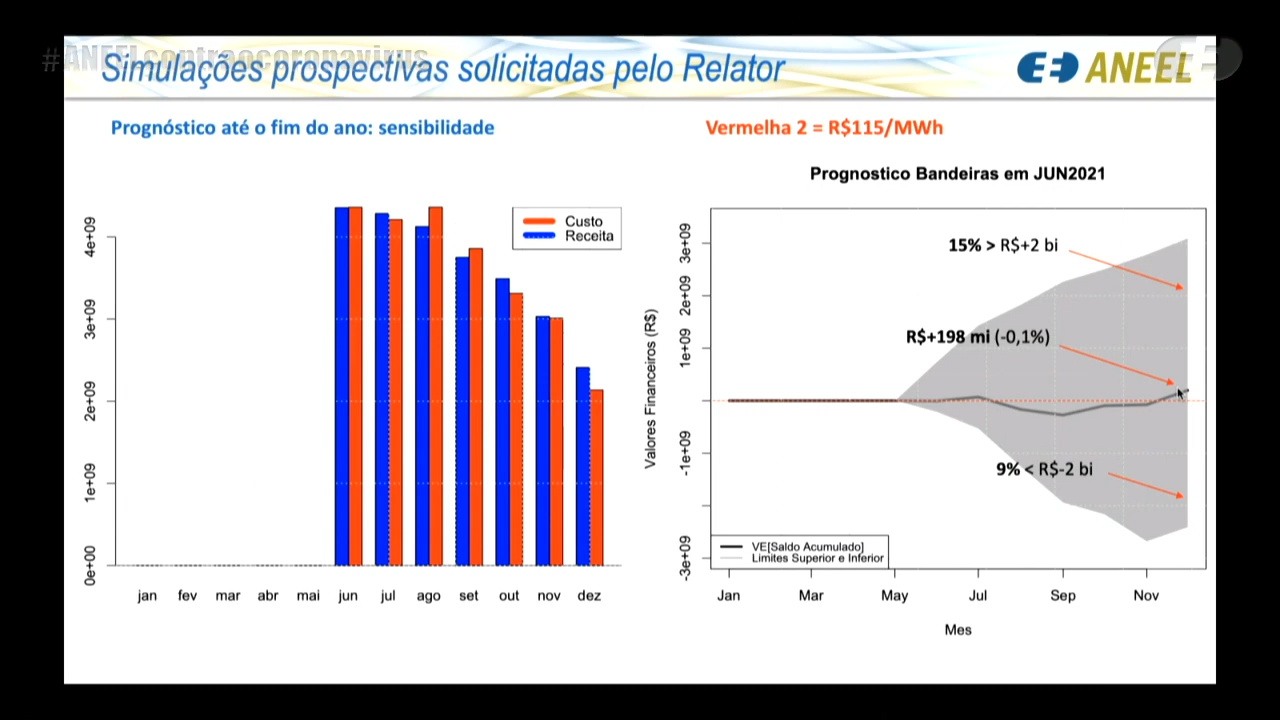 #ANEELcontraocoronavirus
Simulações prospectivas solicitadas pelo Relator
ANEEL
Prognóstico até o fim do ano: sensibilidade
Vermelha 2 = R$115/MWh
Custo
Receita
4e+09
3e+09
2e+09
1e+09
0e+00
jan fev mar abr mai jun jul ago set out nov dez
Prognostico Bandeiras em JUN2021
Valores Financeiros (R$)
3e+09
2e+09
1e+09
-1e+09
-3e+09
15% > R$+2 bi
R$+198 mi (-0,1%)
9% < R$-2 bi
VE[Saldo Acumulado]
Limites Superior e Inferior
Jan Mar May Jul Sep Nov
Mes